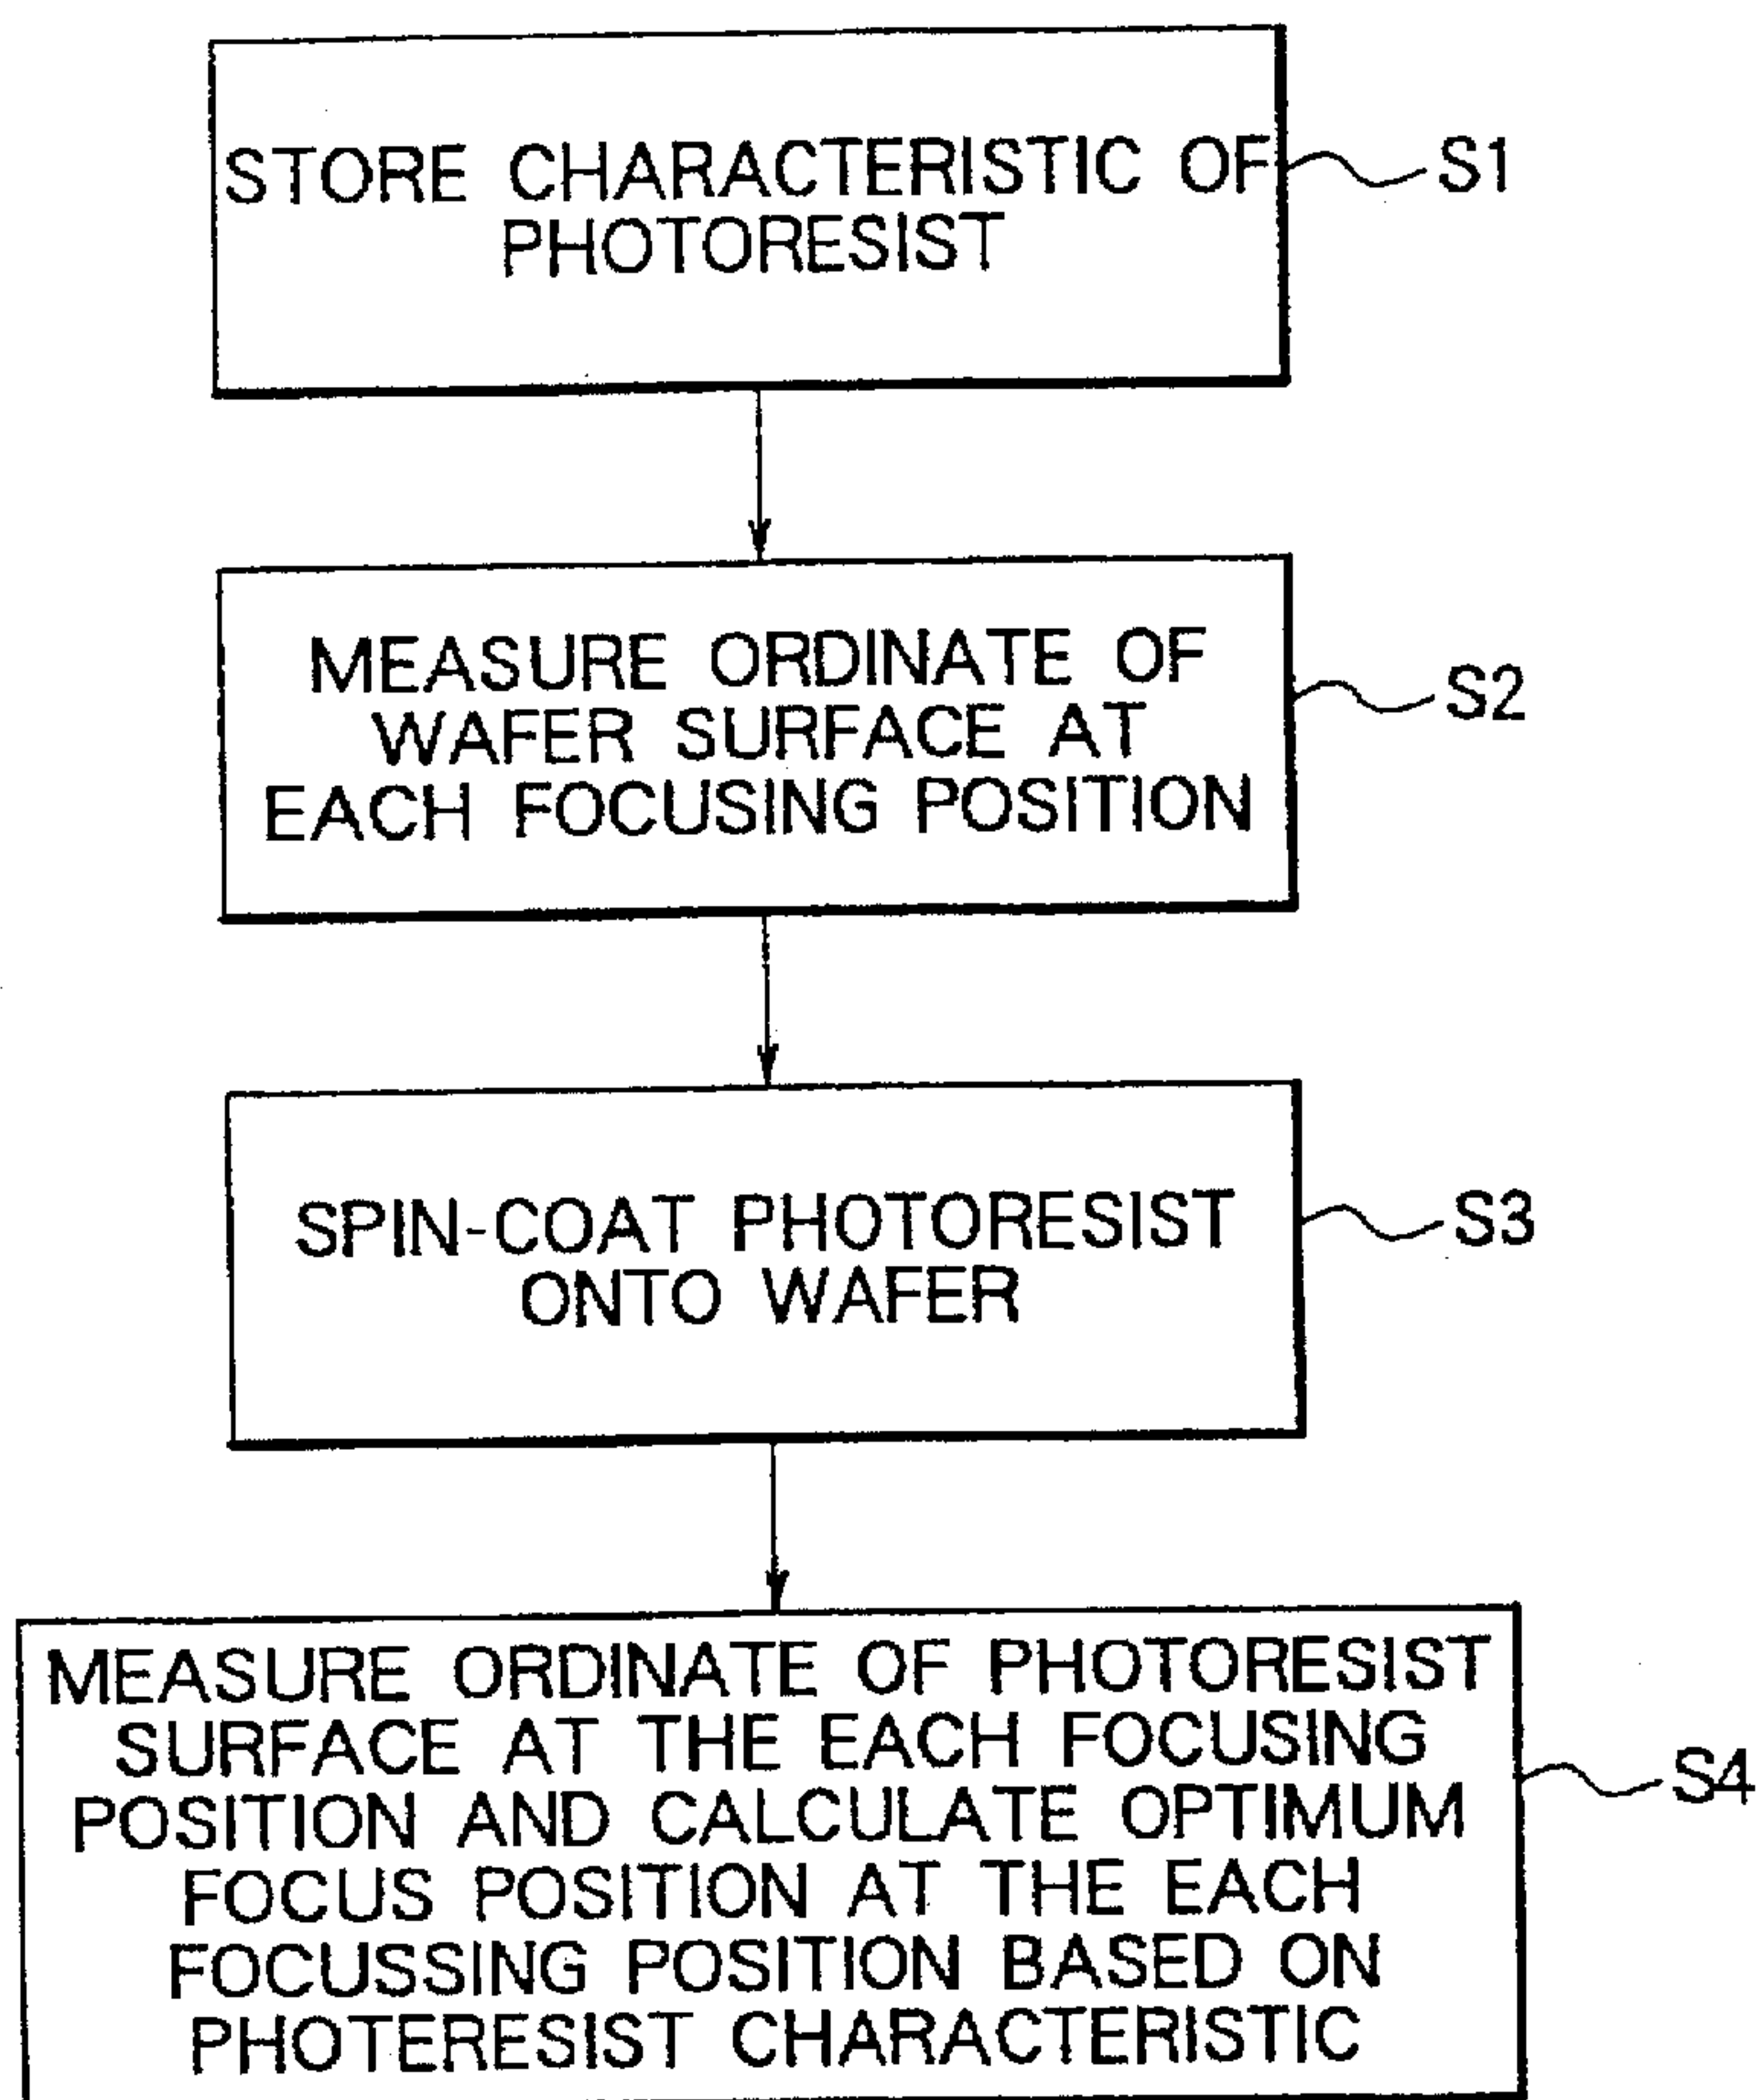 STORE CHARACTERISTIC OF
PHOTORESIST
S1
MEASURE ORDINATE OF
WAFER SURFACE AT
EACH FOCUSING POSITION
S2
SPIN-COAT PHOTORESIST
ONTO WAFER
S3
MEASURE ORDINATE OF PHOTORESIST
SURFACE AT THE EACH FOCUSING
POSITION AND CALCULATE OPTIMUM
FOCUS POSITION AT THE EACH
FOCUSSING POSITION BASED ON
PHOTERESIST CHARACTERISTIC
S4